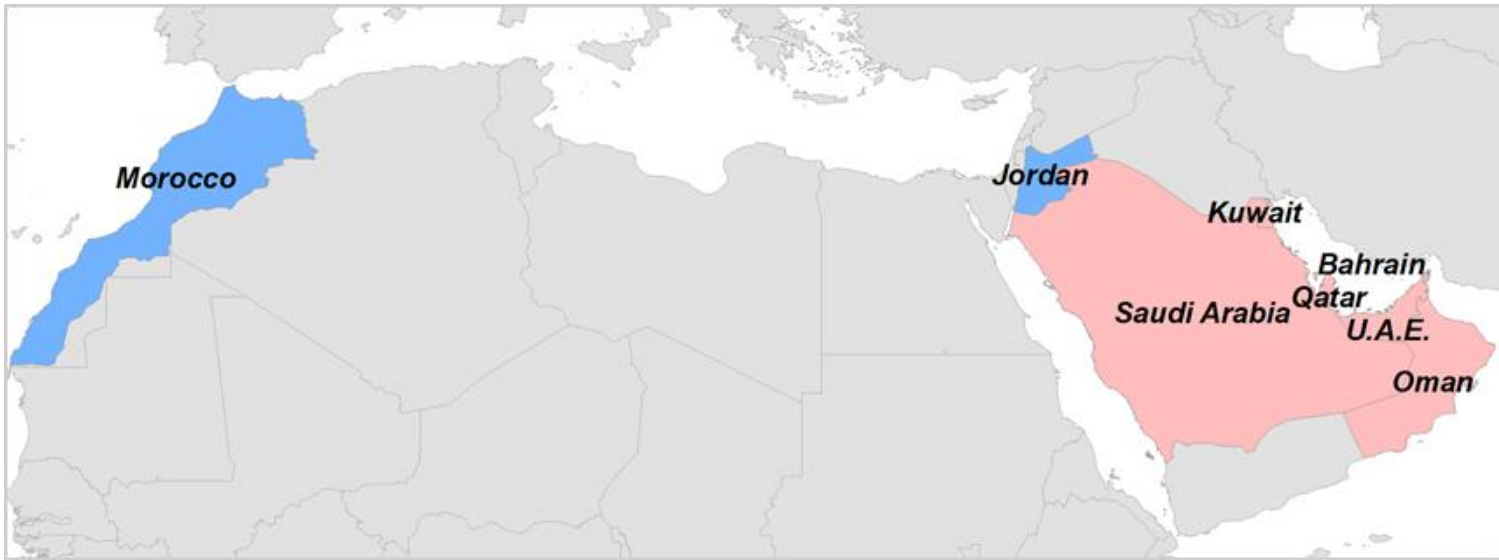 Morocco
Jordan
Kuwait
Bahrain
Qatar
Saudi Arabia
U.A.E.
Oman